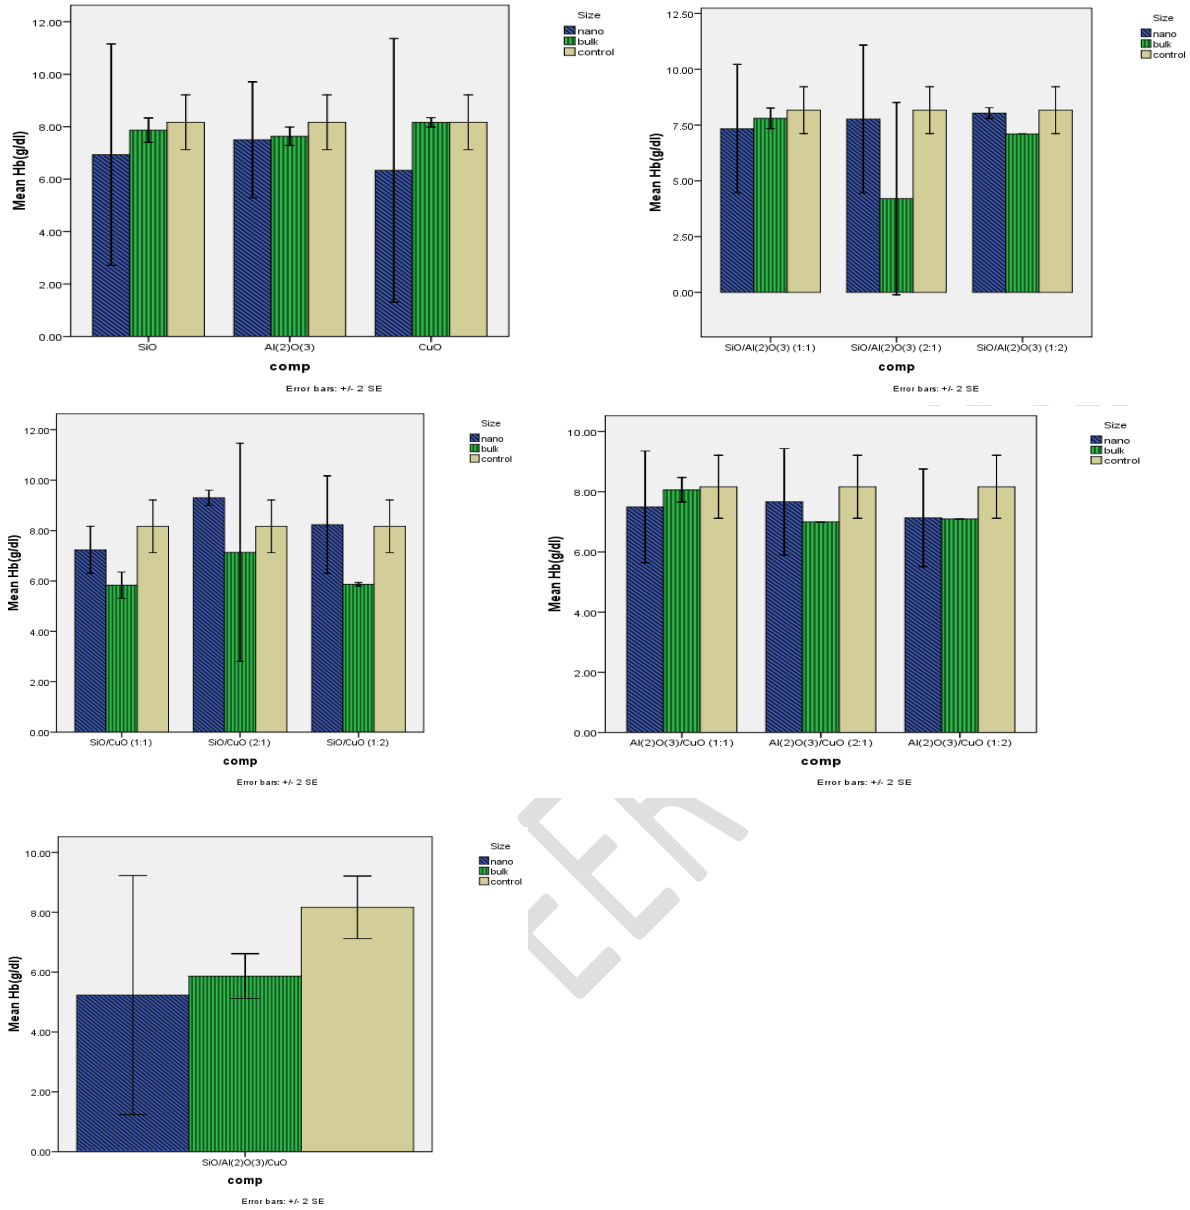 Size
nano
bulk
control
12.00
10.00
8.00
6.00
4.00
2.00
0.00
Mean Hb(g/dl)
SiO Al(2)O(3) CuO
comp
Error bars: +/- 2 SE
Size
nano
bulk
control
12.50
10.00
7.50
5.00
2.50
0.00
Mean Hb(g/dl)
SiO/Al(2)O(3) (1:1) SiO/Al(2)O(3) (2:1) SiO/Al(2)O(3) (1:2)
comp
Error bars: +/- 2 SE
Size
nano
bulk
control
12.00
10.00
8.00
6.00
4.00
2.00
0.00
Mean Hb(g/dl)
SiO/CuO (1:1) SiO/CuO (2:1) SiO/CuO (1:2)
comp
Error bars: +/- 2 SE
Size
nano
bulk
control
10.00
8.00
6.00
4.00
2.00
0.00
Mean Hb(g/dl)
Al(2)O(3)/CuO (1:1) Al(2)O(3)/CuO (2:1) Al(2)O(3)/CuO (1:2)
comp
Error bars: +/- 2 SE
Size
nano
bulk
control
10.00
8.00
6.00
4.00
2.00
0.00
Mean Hb(g/dl)
SiO/Al(2)O(3)/CuO
comp
Error bars: +/- 2 SE